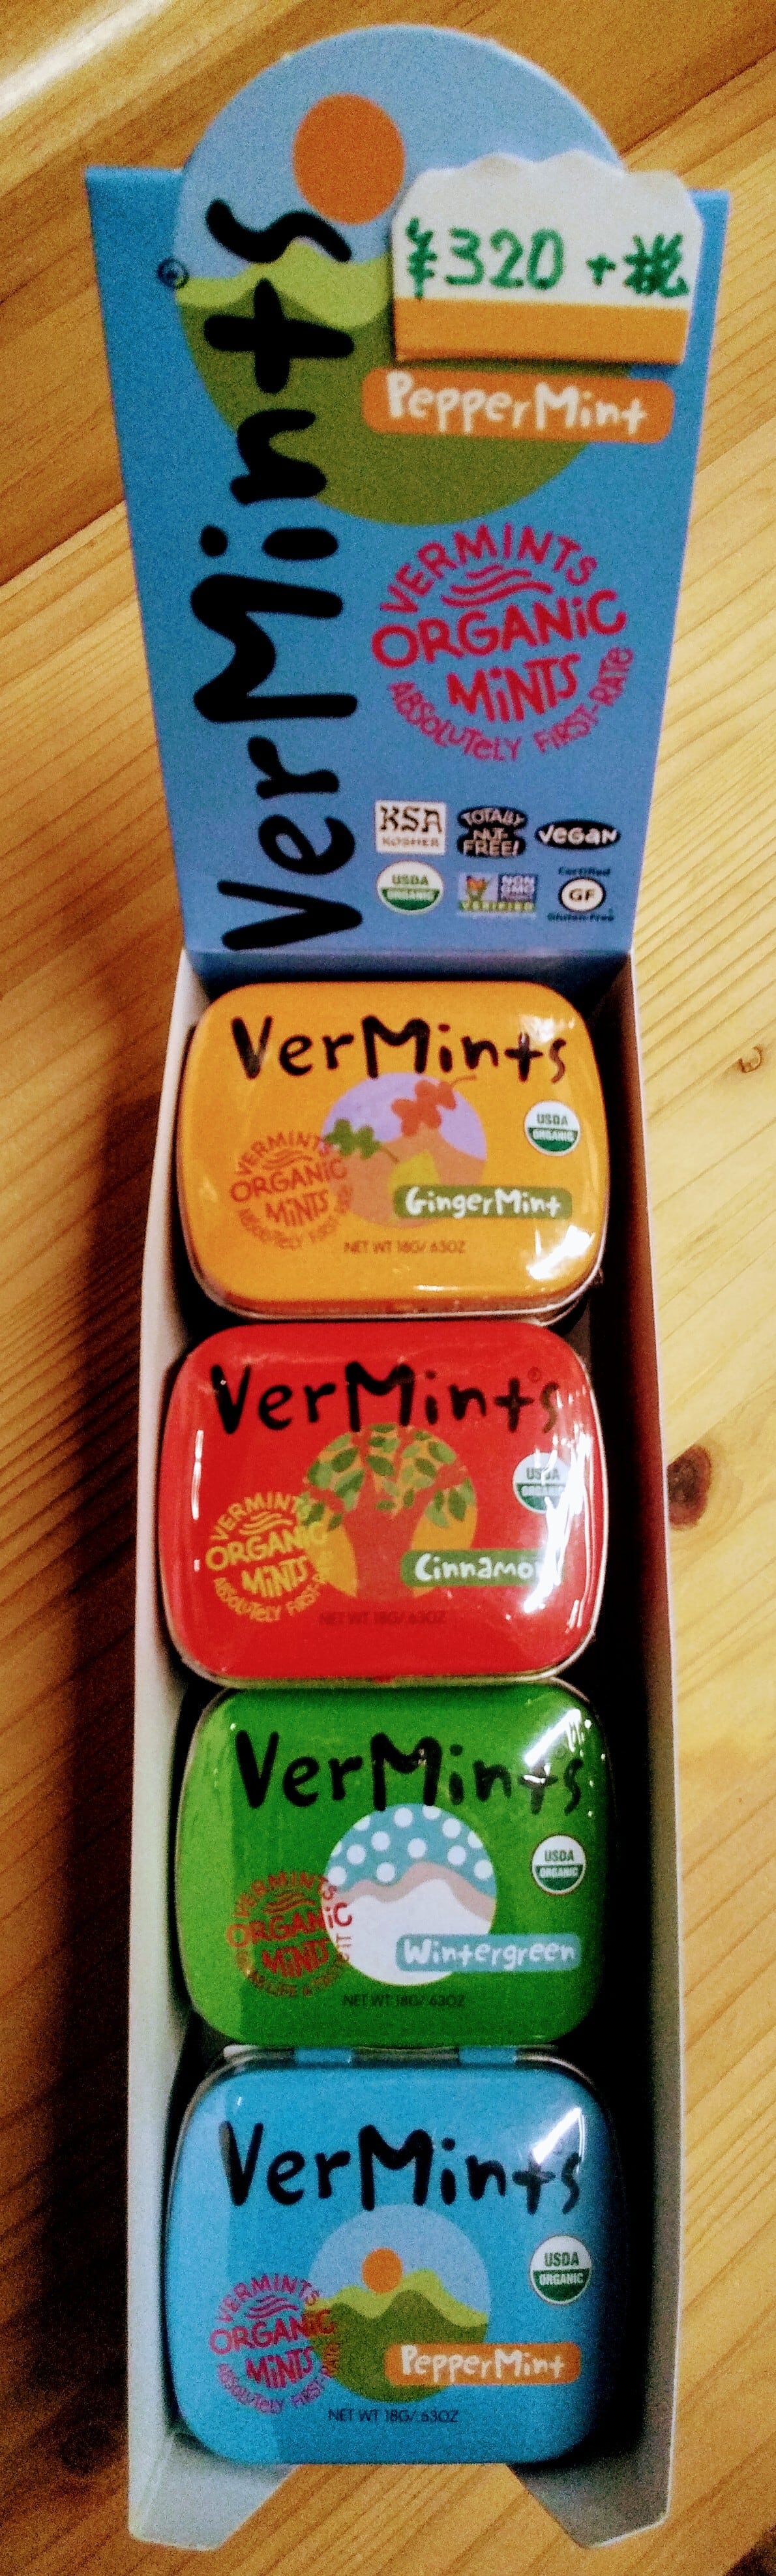 VerMints®
¥320+税
PepperMint
VERMINTS
ORGANIC
MINTS
ABSOLUTELY FIRST-RATE
KSA
KOSHER
TOTALLY
NUT-
FREE!
VEGAN
USDA
ORGANIC
NON
GMO
VERIFIED
Certified
GF
Gluten-Free
VerMints
USDA
ORGANIC
VERMINTS
ORGANIC
MINTS
ABSOLUTELY FIRST-RATE
GingerMint
NET WT 18G/ .63OZ
VerMints
USDA
ORGANIC
VERMINTS
ORGANIC
MINTS
ABSOLUTELY FIRST-RATE
Cinnamon
NET WT 18G/ .63OZ
VerMints
USDA
ORGANIC
VERMINTS
ORGANIC
MINTS
Wintergreen
NET WT 18G/ .63OZ
VerMints
USDA
ORGANIC
VERMINTS
ORGANIC
MINTS
ABSOLUTELY FIRST-RATE
PepperMint
NET WT 18G/ .63OZ